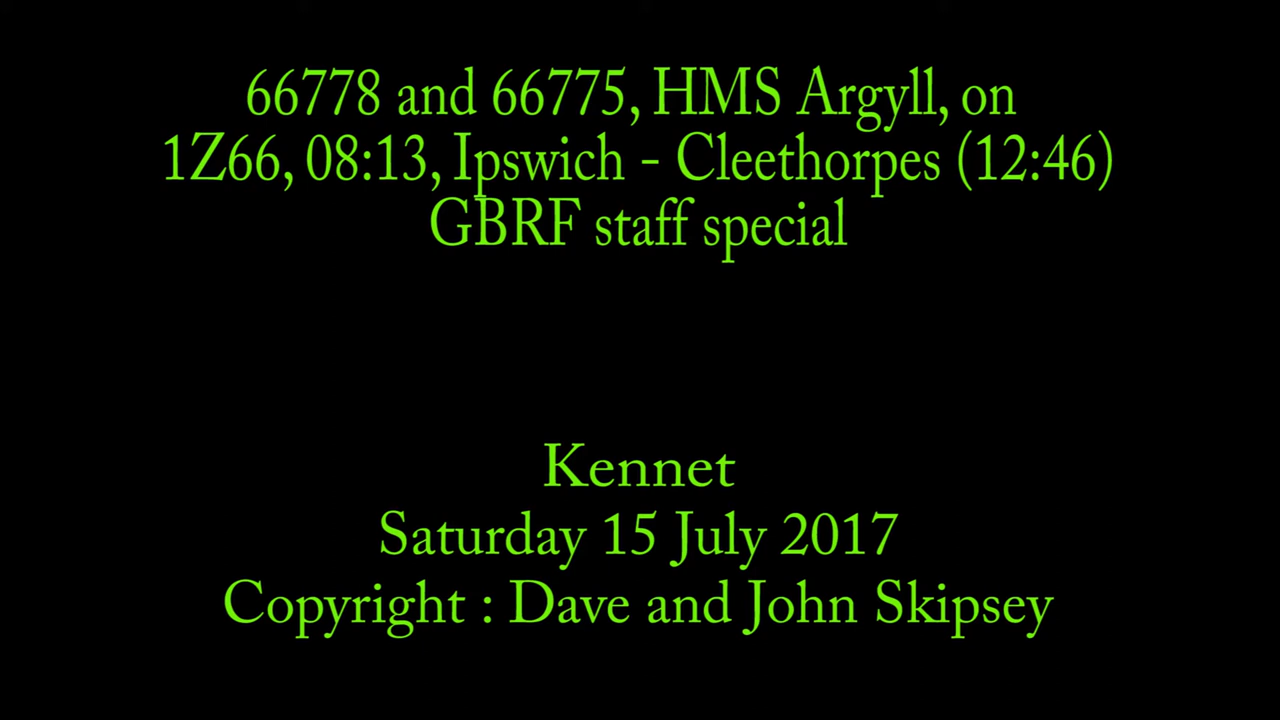 66778 and 66775, HMS Argyll, on
1Z66, 08:13, Ipswich - Cleethorpes (12:46)
GBRF staff special
Kennet
Saturday 15 July 2017
Copyright : Dave and John Skipsey